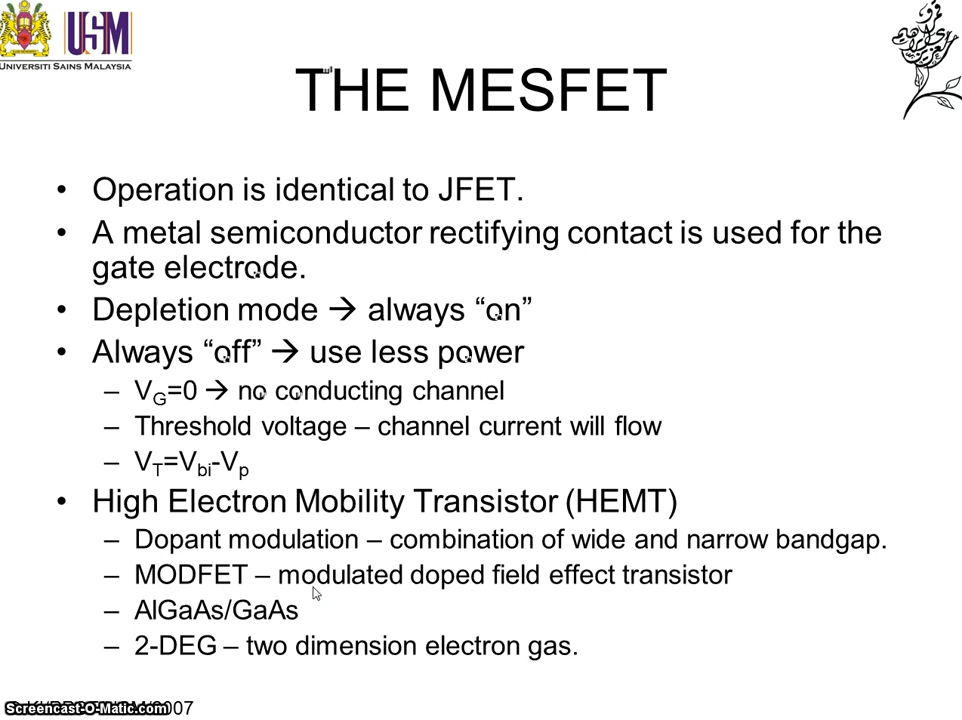 USM
UNIVERSITI SAINS MALAYSIA
THE MESFET
• Operation is identical to JFET.
• A metal semiconductor rectifying contact is used for the
gate electrode.
• Depletion mode → always “on”
• Always “off” → use less power
– VG=0 → no conducting channel
– Threshold voltage – channel current will flow
– VT=Vbi-Vp
• High Electron Mobility Transistor (HEMT)
– Dopant modulation – combination of wide and narrow bandgap.
– MODFET – modulated doped field effect transistor
– AlGaAs/GaAs
– 2-DEG – two dimension electron gas.
Screencast-O-Matic.com